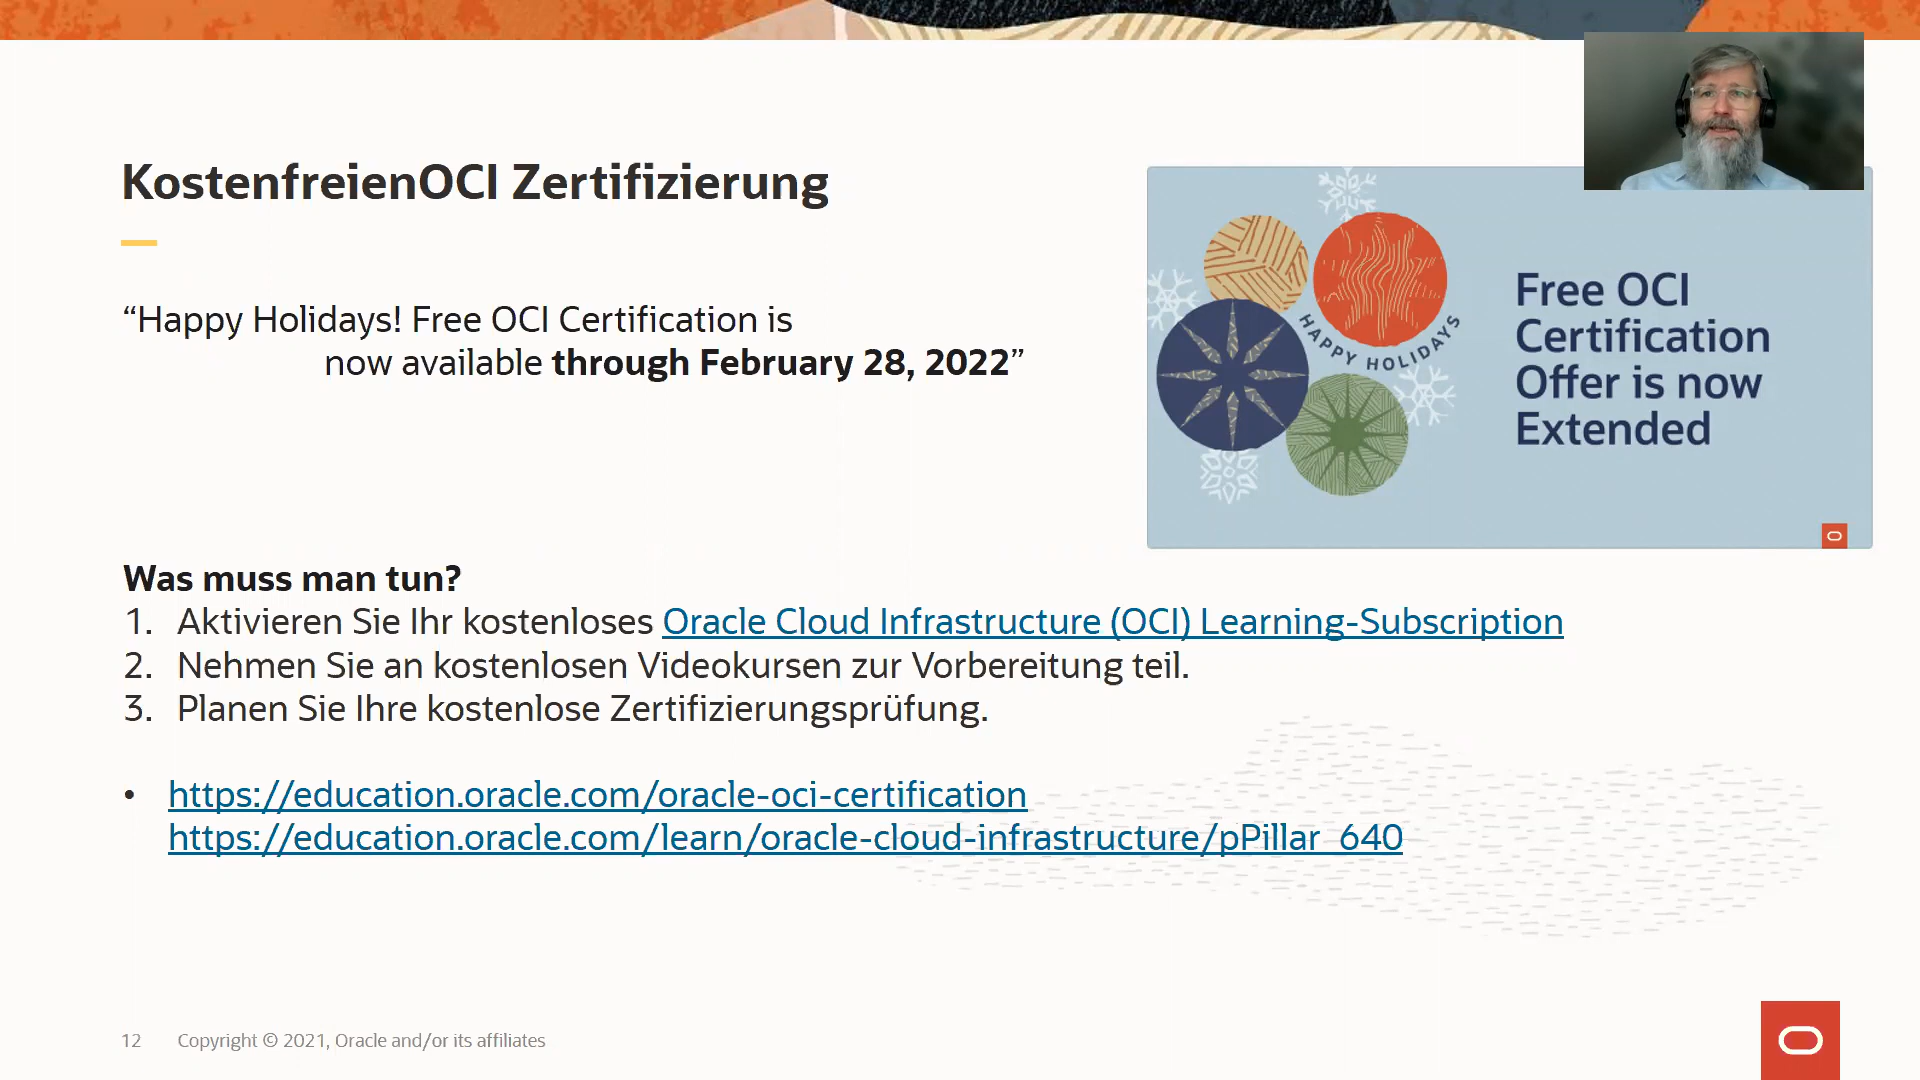 KostenfreienOCI Zertifizierung
“Happy Holidays! Free OCI Certification is
now available through February 28, 2022”
HAPPY HOLIDAYS
Free OCI
Certification
Offer is now
Extended
Was muss man tun?
1. Aktivieren Sie Ihr kostenloses Oracle Cloud Infrastructure (OCI) Learning-Subscription
2. Nehmen Sie an kostenlosen Videokursen zur Vorbereitung teil.
3. Planen Sie Ihre kostenlose Zertifizierungsprüfung.
• https://education.oracle.com/oracle-oci-certification
https://education.oracle.com/learn/oracle-cloud-infrastructure/pPillar_640
12 Copyright © 2021, Oracle and/or its affiliates